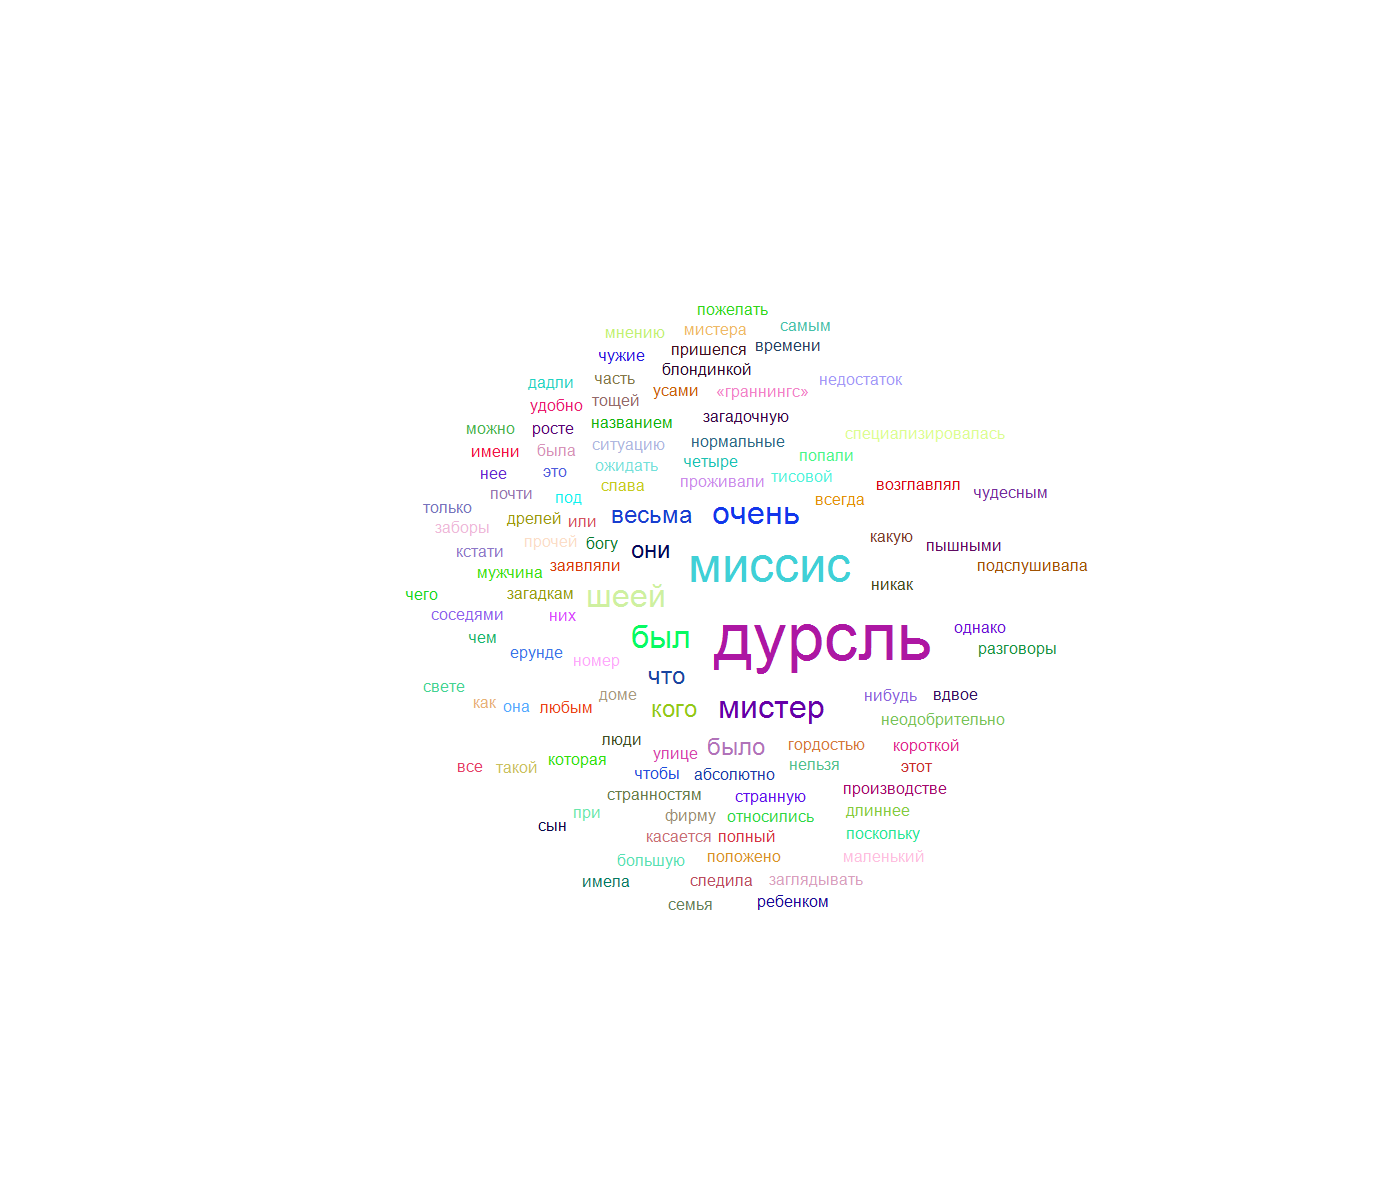 пожелать
мнению мистера самым
чужие пришелся времени
блондинкой
дадли часть усами «граннингс» недостаток
удобно тощей
можно росте названием загадочную
имени была ситуацию нормальные специализировалась
нее это ожидать четыре попали
почти под слава проживали тисовой возглавлял чудесным
только всегда
заборы дрелей или весьма очень
кстати прочей богу они какую пышными
мужчина заявляли миссис подслушивала
чего загадкам шеей никак
соседями них
чем был дурсль однако
ерунде номер разговоры
свете что
как она любым доме кого мистер нибудь вдвое
неодобрительно
люди было гордостью короткой
все такой которая улице нельзя этот
чтобы абсолютно
странностям странную производстве
сын при фирму относились длиннее
касается полный поскольку
большую положено маленький
имела следила заглядывать
семья ребенком